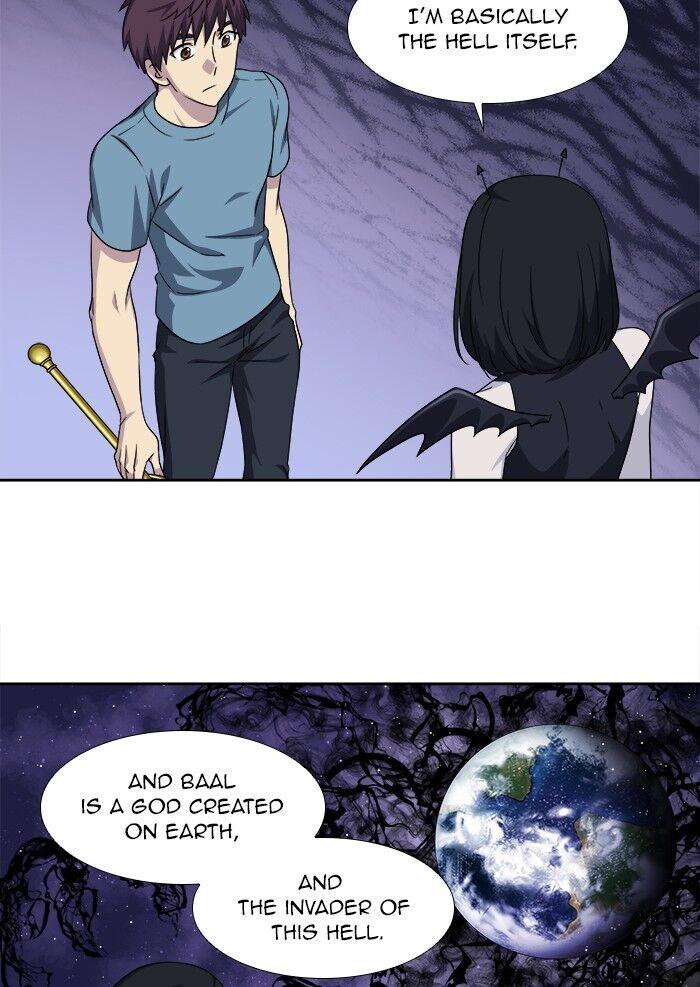 I'M BASICALLY
THE HELL ITSELF.
AND BAAL
IS A GOD CREATED
ON EARTH,
AND
THE INVADER OF
THIS HELL.